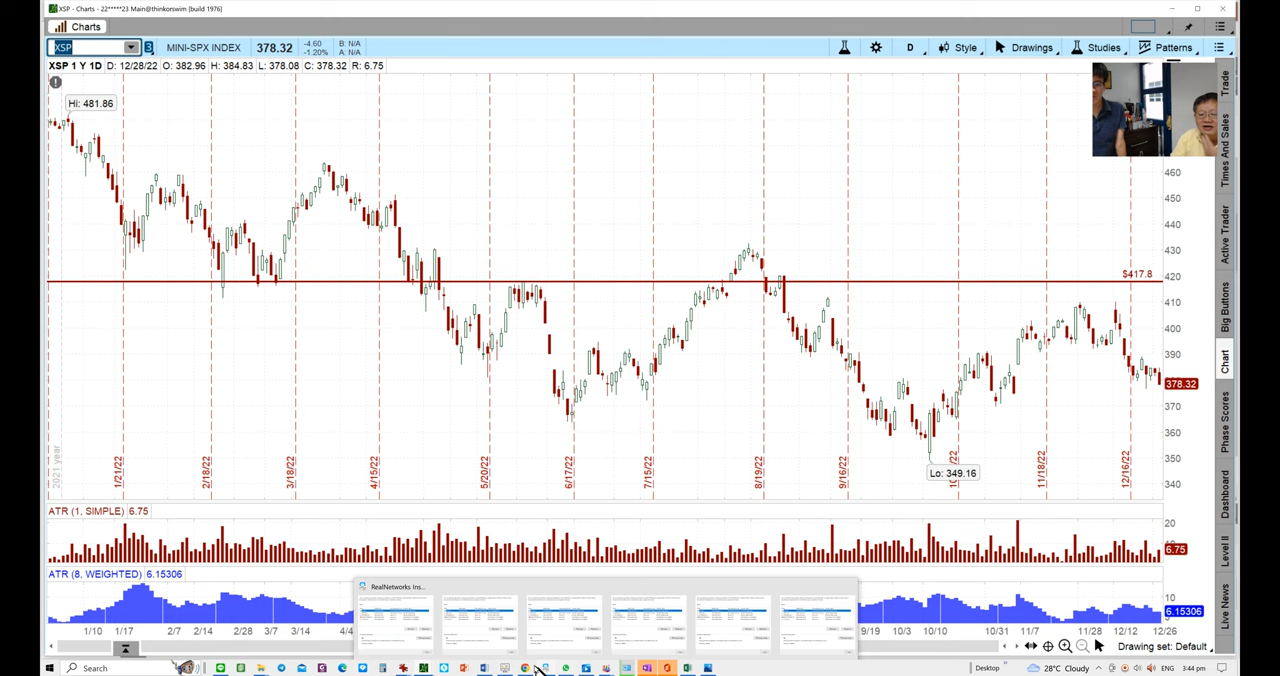 XSP - Charts - 22*****23 Main@thinkorswim [build 1976]
Charts
XSP 3 MINI-SPX INDEX 378.32 -4.60 -1.20% B: N/A A: N/A D Style Drawings Studies Patterns
XSP 1 Y 1D D: 12/28/22 O: 382.96 H: 384.83 L: 378.08 C: 378.32 R: 6.75
Hi: 481.86
460
450
440
430
$417.8
420
410
400
390
378.32
370
360
350
340
Lo: 349.16
2021 year
1/21/22 2/18/22 3/18/22 4/15/22 5/20/22 6/17/22 7/15/22 8/19/22 9/16/22 11/18/22 12/16/22
ATR (1, SIMPLE) 6.75
20
6.75
ATR (8, WEIGHTED) 6.15306
10
6.15306
RealNetworks Ins...
1/10 1/17 2/7 2/14 2/28 3/7 3/14 9/19 10/3 10/10 10/31 11/7 11/28 12/12 12/26
Drawing set: Default
Trade
Times And Sales
Active Trader
Big Buttons
Chart
Phase Scores
Dashboard
Level II
Live News
Search
Desktop 28°C Cloudy ENG 3:44 pm